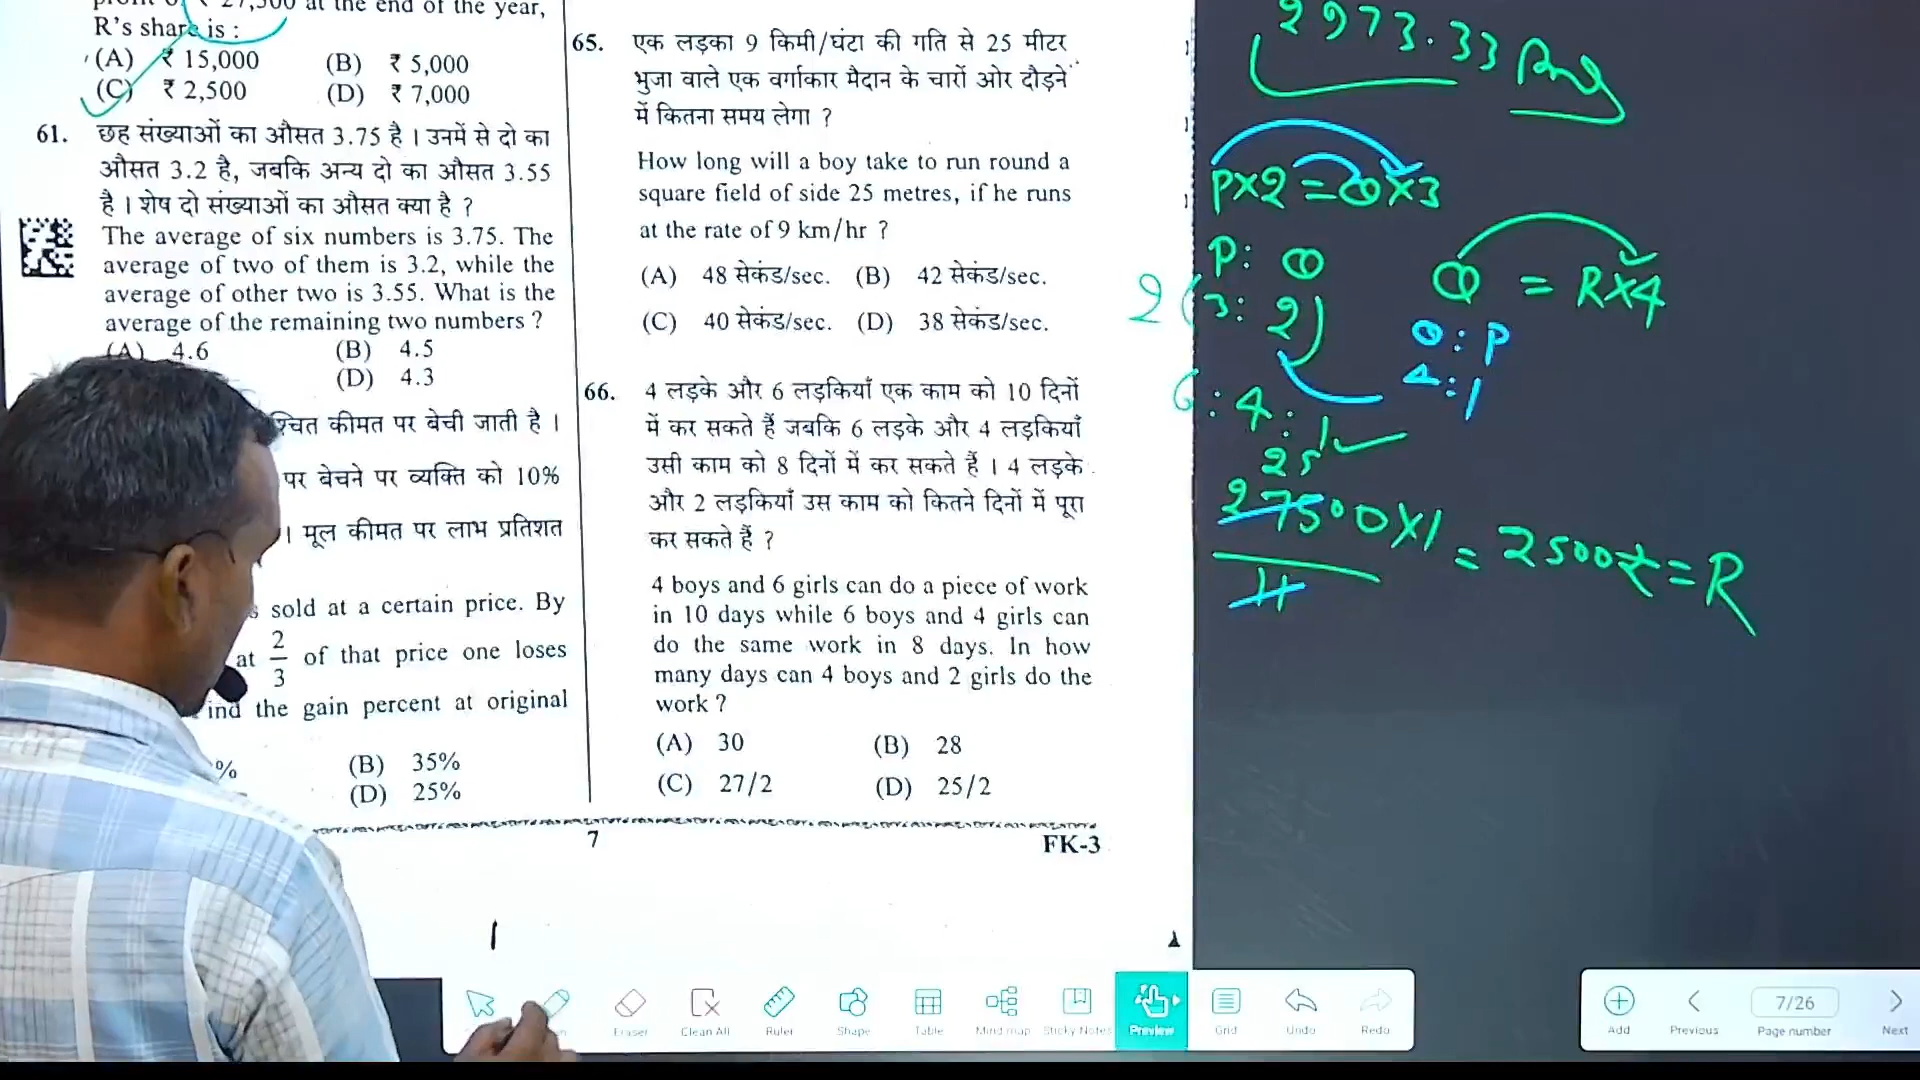 ₹ 27,500 at the end of the year,
R's share is :
(A) ₹ 15,000 (B) ₹ 5,000
(C) ₹ 2,500 (D) ₹ 7,000
61. छह संख्याओं का औसत 3.75 है । उनमें से दो का
औसत 3.2 है, जबकि अन्य दो का औसत 3.55
है । शेष दो संख्याओं का औसत क्या है ?
The average of six numbers is 3.75. The
average of two of them is 3.2, while the
average of other two is 3.55. What is the
average of the remaining two numbers ?
(A) 4.6 (B) 4.5
(D) 4.3
कीमत पर बेची जाती है ।
पर बेचने पर व्यक्ति को 10%
। मूल कीमत पर लाभ प्रतिशत
sold at a certain price. By
at 2/3 of that price one loses
the gain percent at original
% (B) 35%
(D) 25%
65. एक लड़का 9 किमी/घंटा की गति से 25 मीटर
भुजा वाले एक वर्गाकार मैदान के चारों ओर दौड़ने
में कितना समय लेगा ?
How long will a boy take to run round a
square field of side 25 metres, if he runs
at the rate of 9 km/hr ?
(A) 48 सेकंड/sec. (B) 42 सेकंड/sec.
(C) 40 सेकंड/sec. (D) 38 सेकंड/sec.
66. 4 लड़के और 6 लड़कियाँ एक काम को 10 दिनों
में कर सकते हैं जबकि 6 लड़के और 4 लड़कियाँ
उसी काम को 8 दिनों में कर सकते हैं । 4 लड़के
और 2 लड़कियाँ उस काम को कितने दिनों में पूरा
कर सकते हैं ?
4 boys and 6 girls can do a piece of work
in 10 days while 6 boys and 4 girls can
do the same work in 8 days. In how
many days can 4 boys and 2 girls do the
work ?
(A) 30 (B) 28
(C) 27/2 (D) 25/2
7 FK-3
2973.33 Ans
P×2 = Q×3
P : Q
2(3 : 2)
Q = R×4
Q : P
4 : 1
6 : 4 : 1
25
27500×1
11
= 2500₹ = R
Eraser Clean All Ruler Shape Table Mind map Sticky Notes Preview Grid Undo Redo
7/26
Add Previous Page number Next